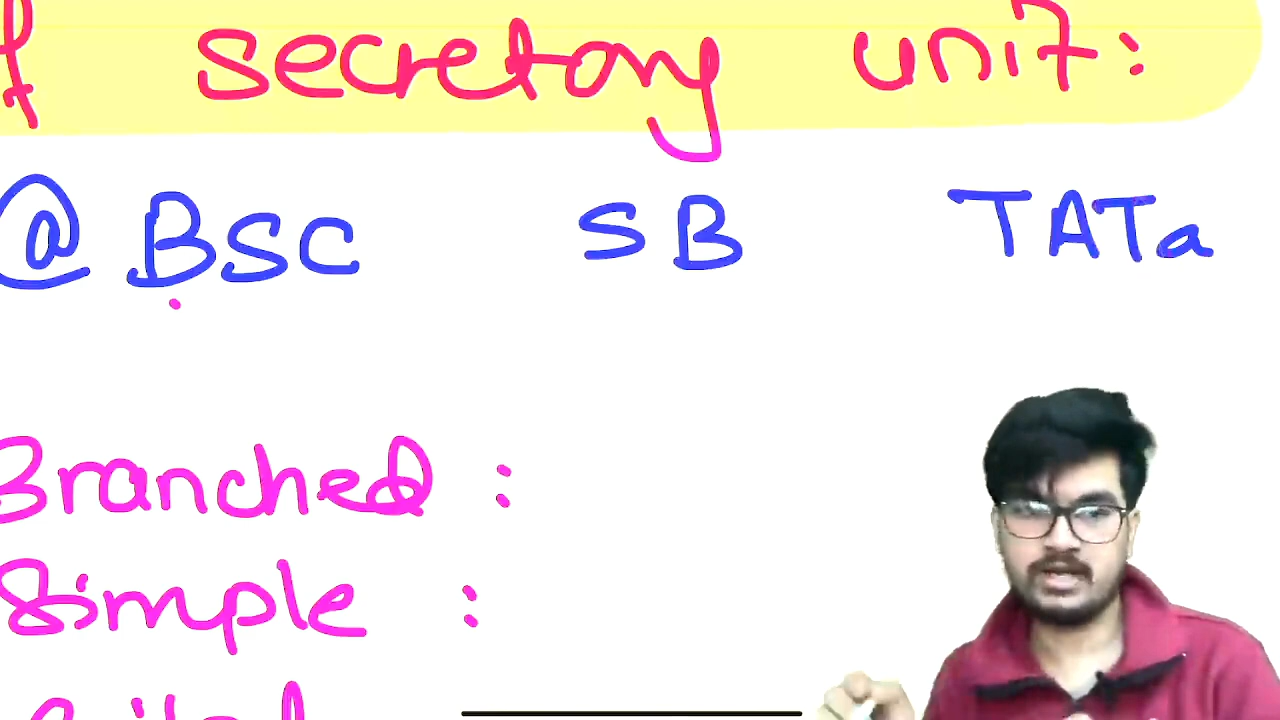 f secretory unit:
@ BSC SB TATa
Branched :
Simple :